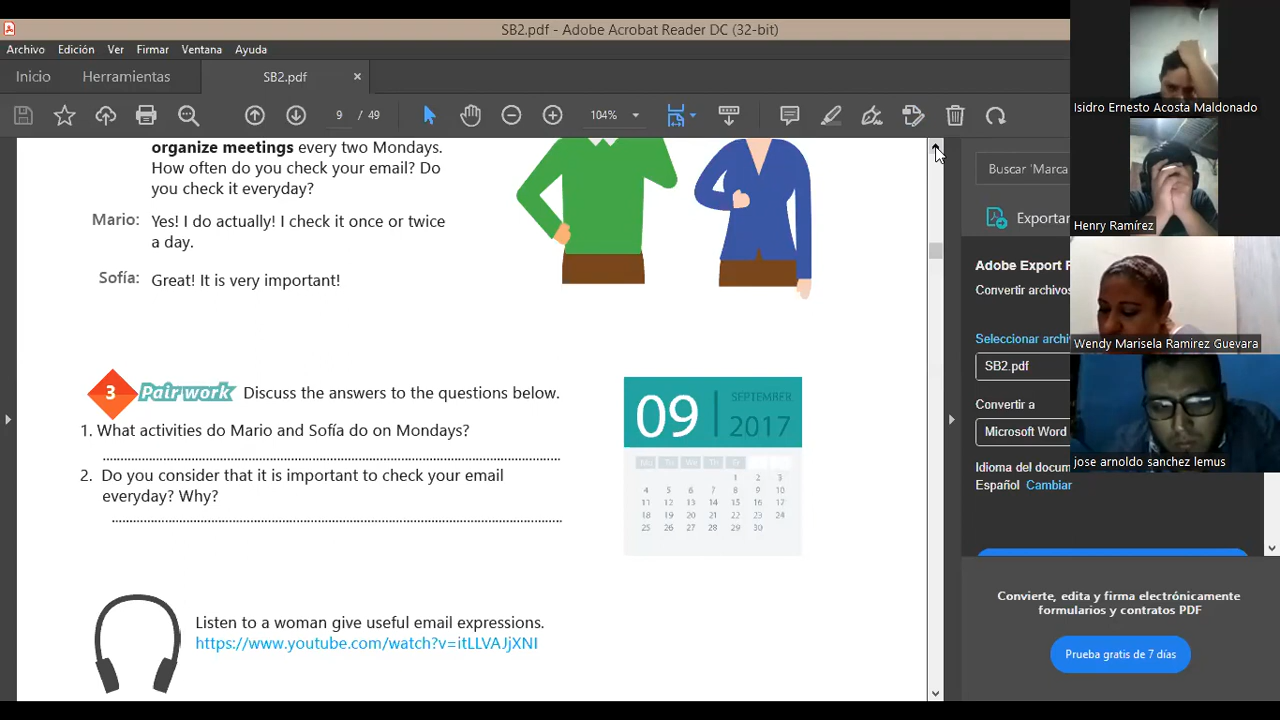 SB2.pdf - Adobe Acrobat Reader DC (32-bit)
Archivo Edición Ver Firmar Ventana Ayuda
Inicio Herramientas SB2.pdf ×
9 / 49 104%
organize meetings every two Mondays.
How often do you check your email? Do
you check it everyday?
Mario: Yes! I do actually! I check it once or twice
a day.
Sofía: Great! It is very important!
3 Pair work Discuss the answers to the questions below.
1. What activities do Mario and Sofía do on Mondays?
2. Do you consider that it is important to check your email
everyday? Why?
09 SEPTEMBER
2017
Mo Tu We Th Fr
1 2 3
4 5 6 7 8 9 10
11 12 13 14 15 16 17
18 19 20 21 22 23 24
25 26 27 28 29 30
Listen to a woman give useful email expressions.
https://www.youtube.com/watch?v=itLLVAJjXNI
Buscar 'Marca
Exportar
Adobe Export
Convertir archivos
Seleccionar archi
SB2.pdf
Convertir a
Microsoft Word
Idioma del docum
Español Cambiar
Convierte, edita y firma electrónicamente
formularios y contratos PDF
Prueba gratis de 7 días
Isidro Ernesto Acosta Maldonado
Henry Ramírez
Wendy Marisela Ramirez Guevara
Jose arnoldo sanchez lemus